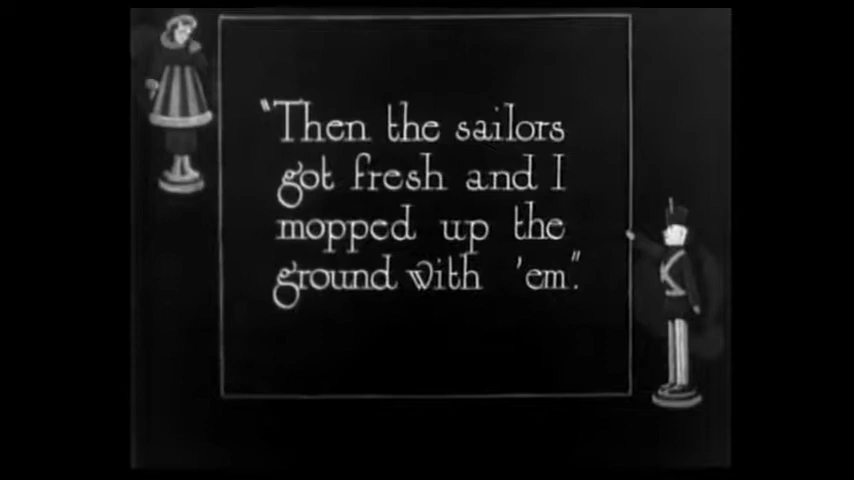 "Then the sailors
got fresh and I
mopped up the
ground with 'em".